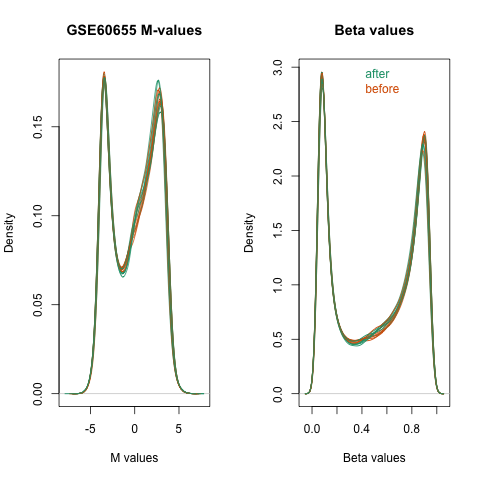 GSE60655 M-values
Density
0.00
0.05
0.10
0.15
-5
0
5
M values
Beta values
after
before
Density
0.0
0.5
1.0
1.5
2.0
2.5
3.0
0.0
0.4
0.8
Beta values